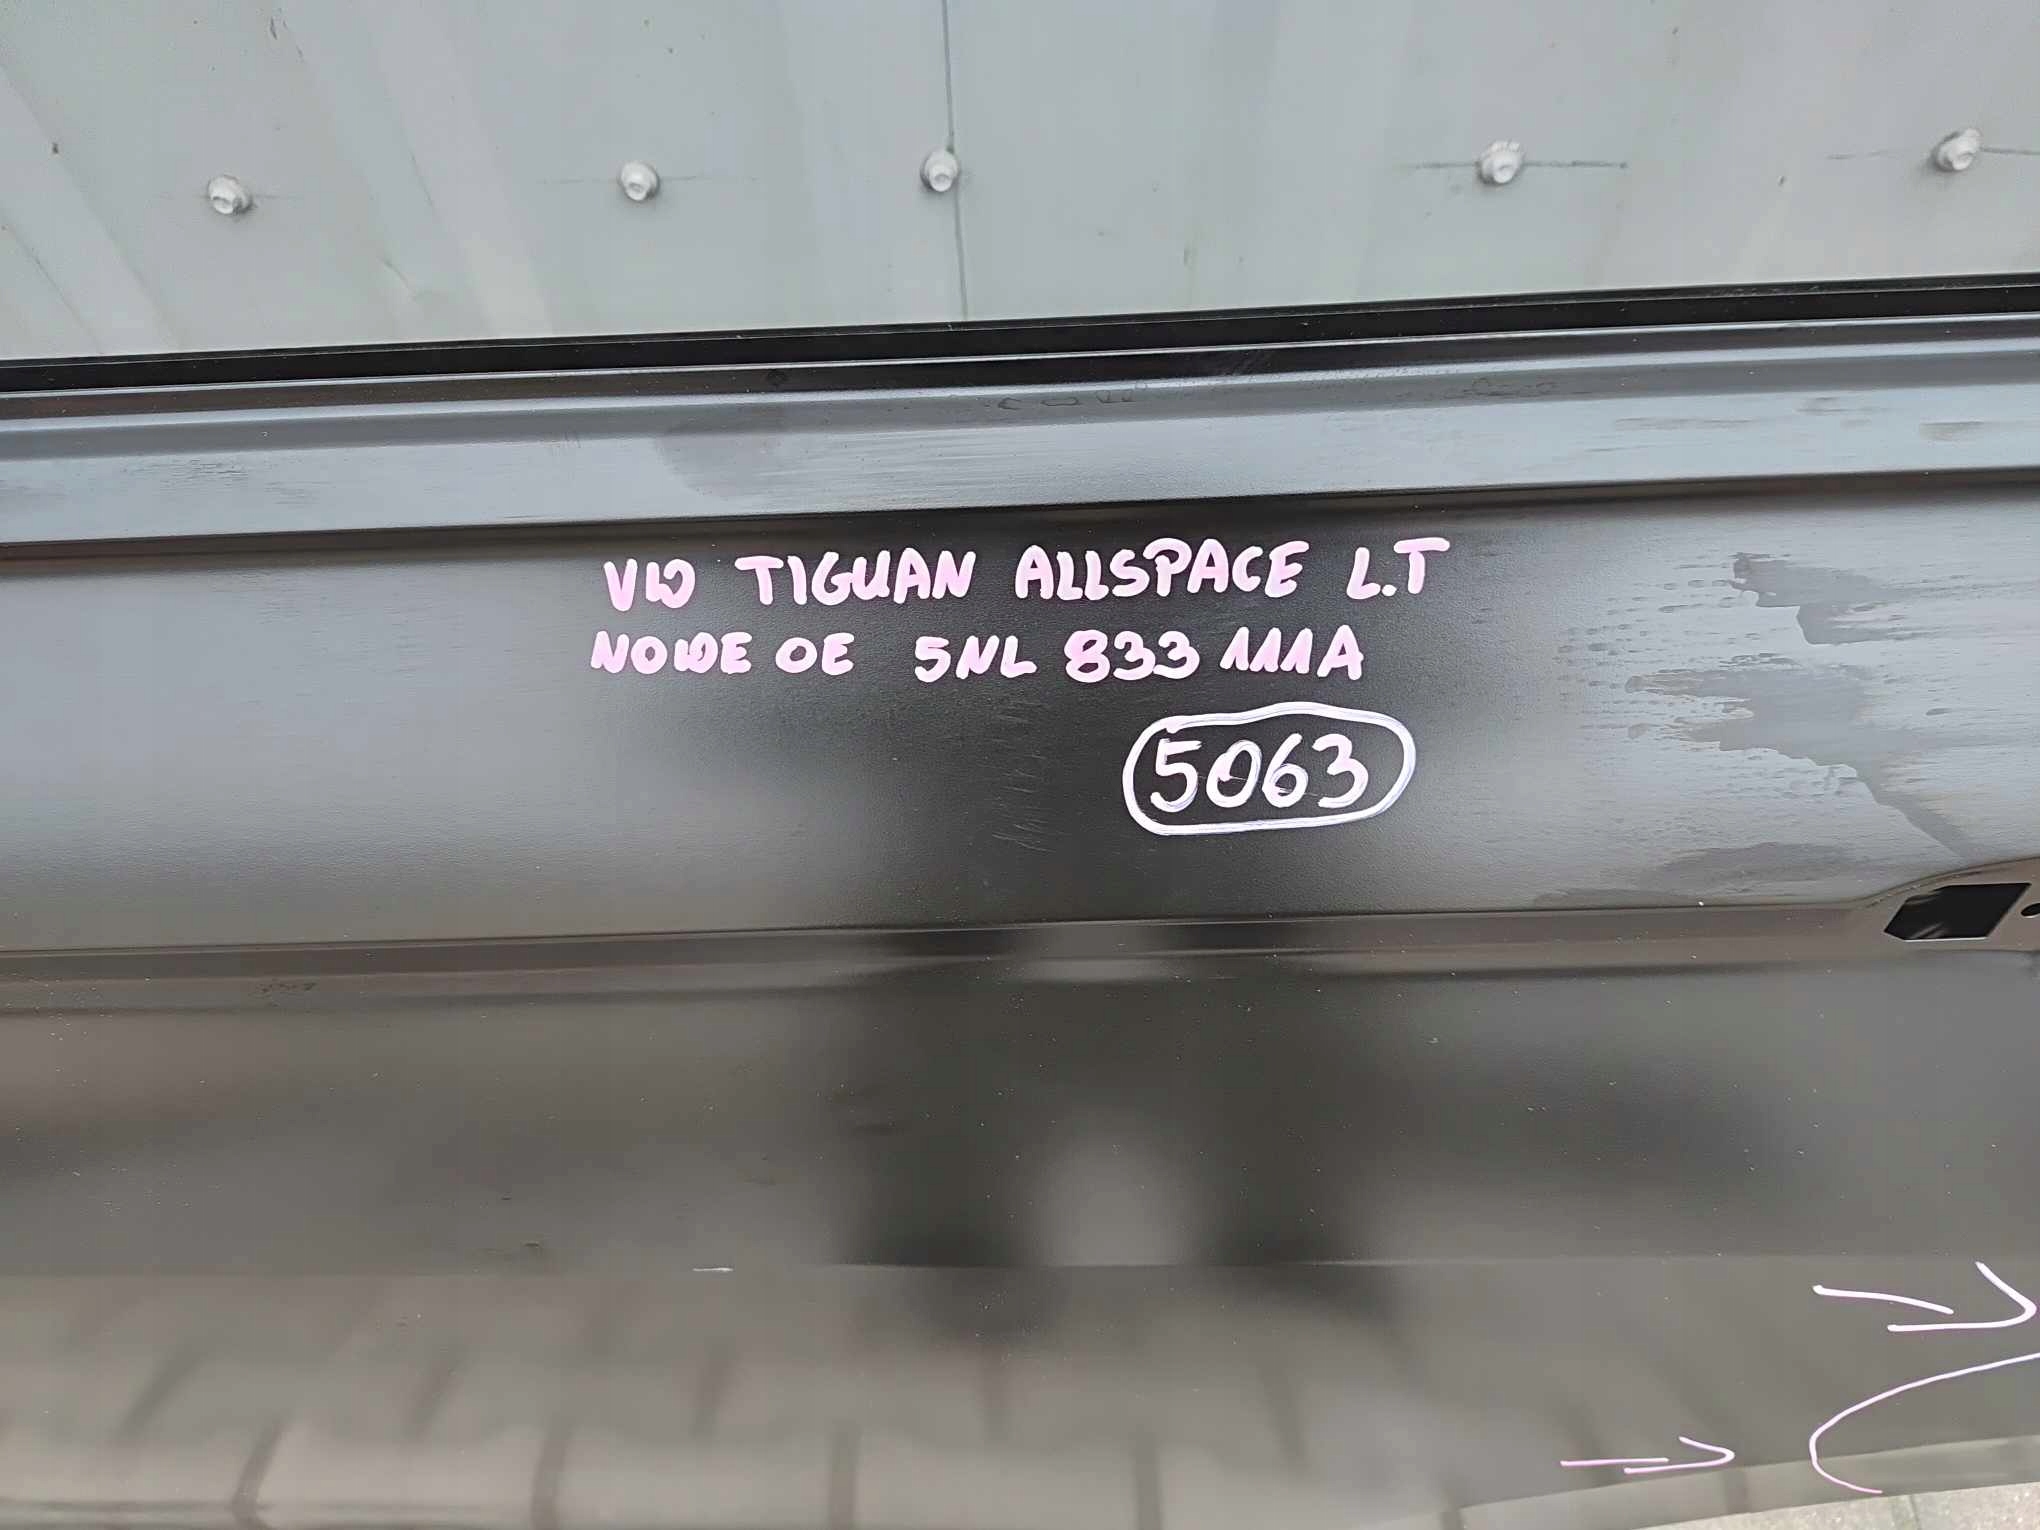 VW TIGUAN ALLSPACE L.T
NOWE OE 5NL 833 111A
5063